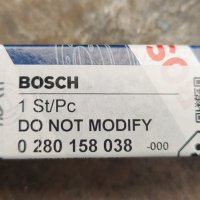 BOSCH
1 St/Pc
DO NOT MODIFY
0 280 158 038 -000